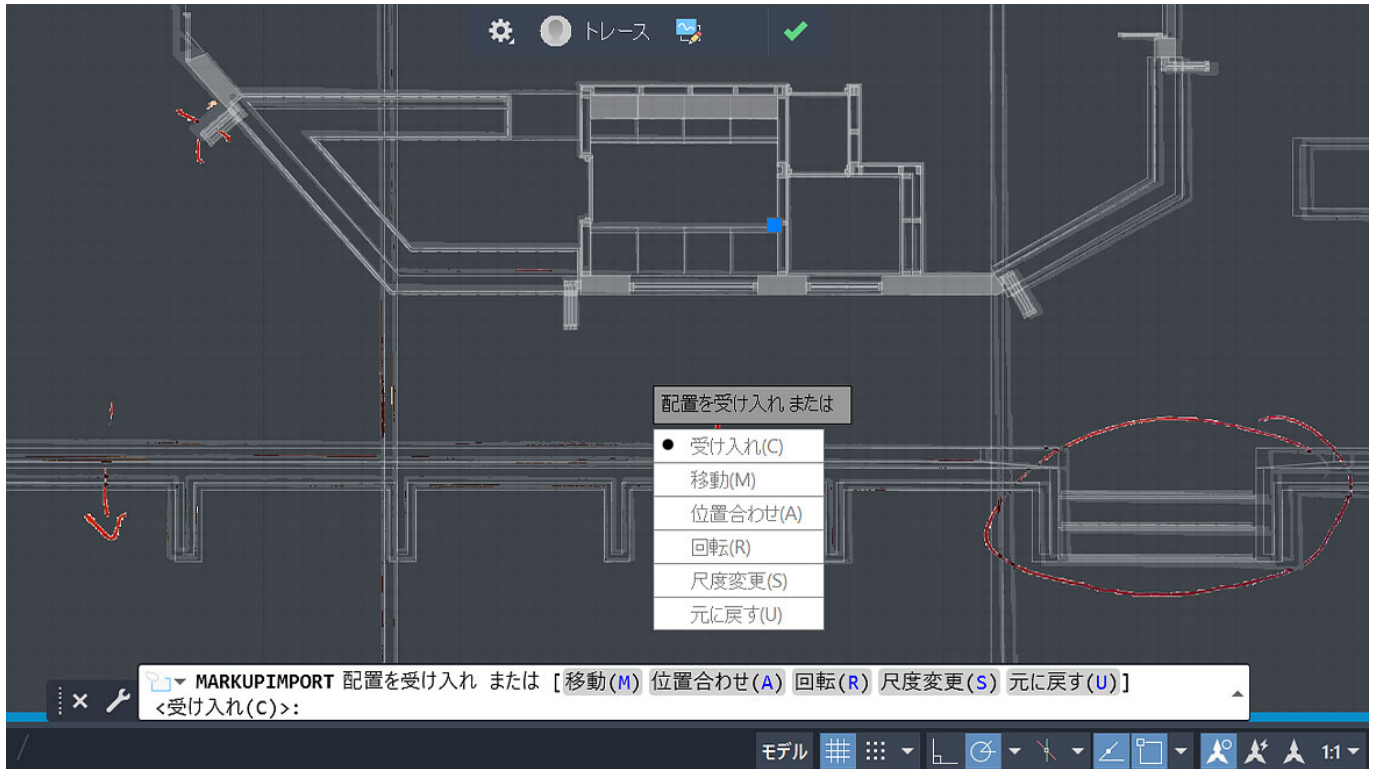 トレース
配置を受け入れ または
受け入れ(C)
移動(M)
位置合わせ(A)
回転(R)
尺度変更(S)
元に戻す(U)
MARKUPIMPORT 配置を受け入れ または [移動(M) 位置合わせ(A) 回転(R) 尺度変更(S) 元に戻す(U)]
<受け入れ(C)>:
モデル 1:1